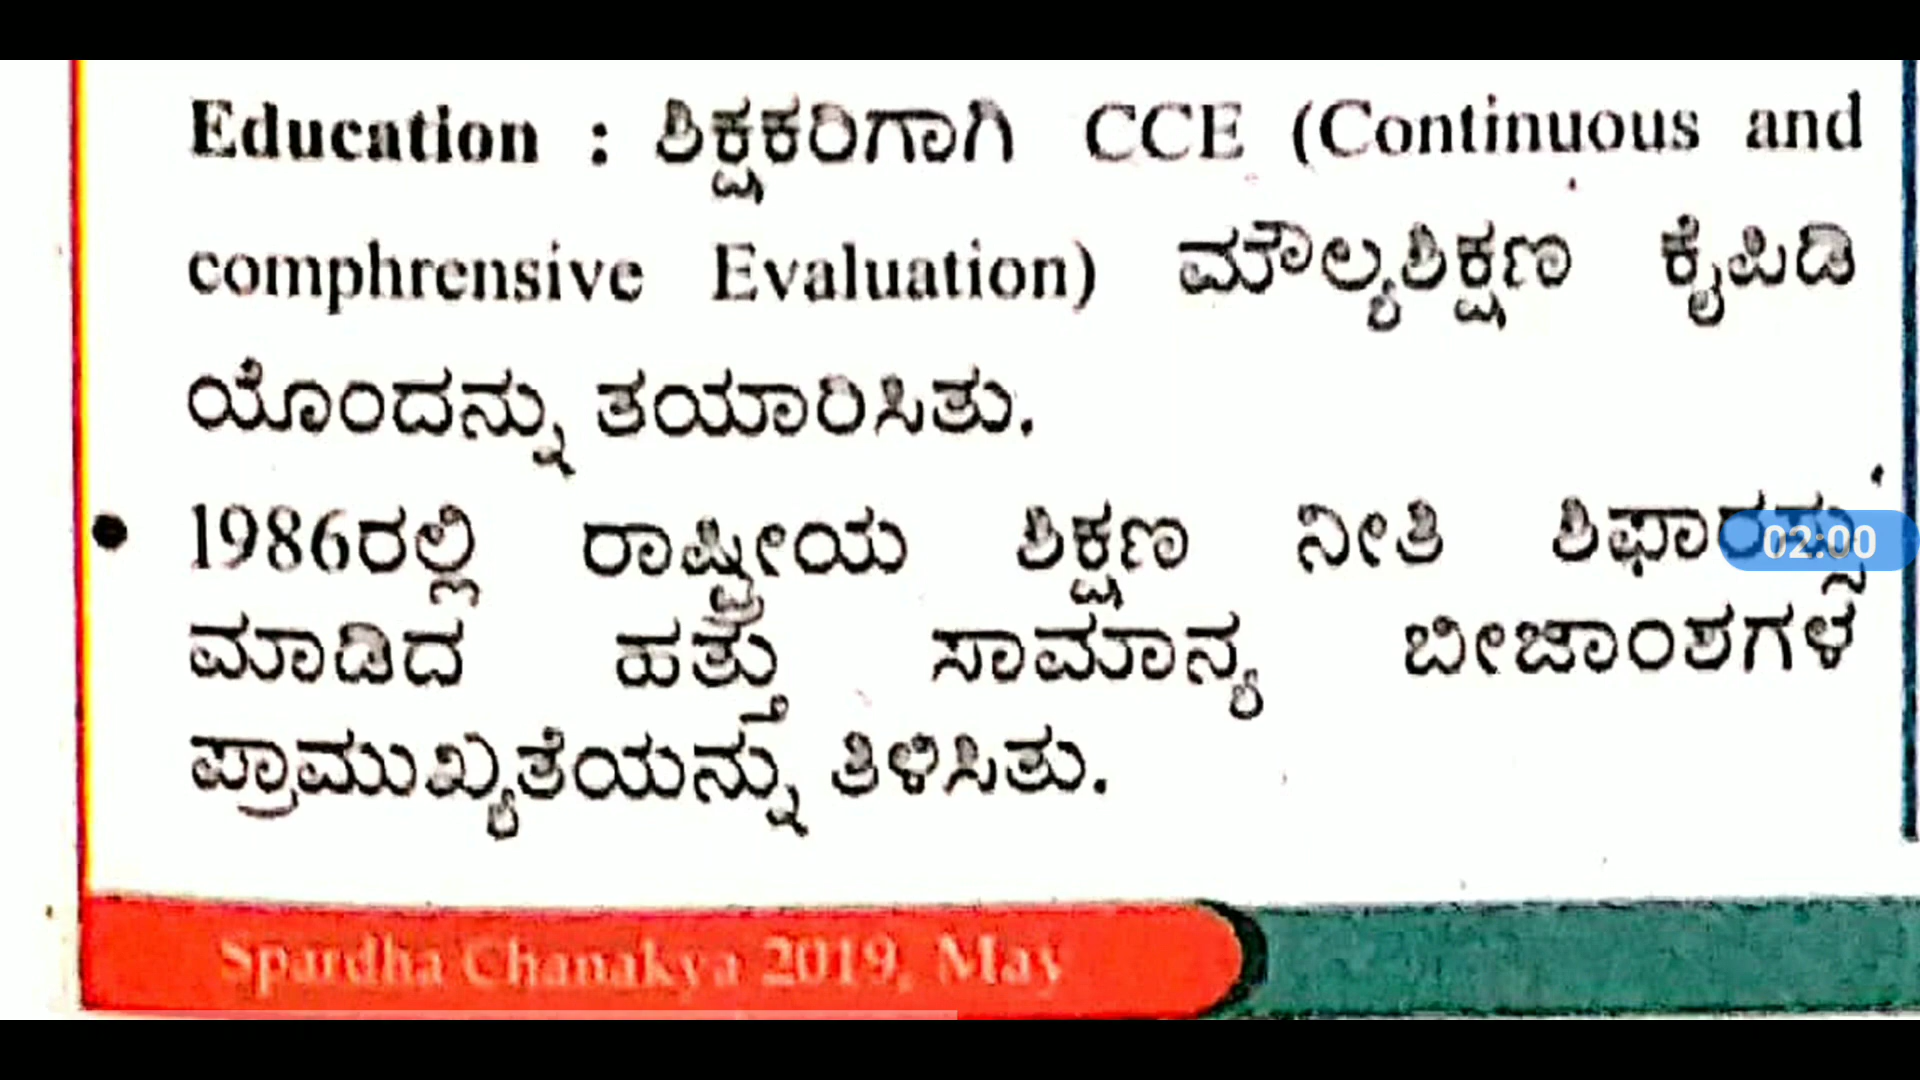 Education : ಶಿಕ್ಷಕರಿಗಾಗಿ CCE (Continuous and
comphrensive Evaluation) ಮೌಲ್ಯಶಿಕ್ಷಣ ಕೈಪಿಡಿ
ಯೊಂದನ್ನು ತಯಾರಿಸಿತು.
• 1986ರಲ್ಲಿ ರಾಷ್ಟ್ರೀಯ ಶಿಕ್ಷಣ ನೀತಿ
02:00
ಮಾಡಿದ ಹತ್ತು ಸಾಮಾನ್ಯ ಬೀಜಾಂಶಗಳ
ಪ್ರಾಮುಖ್ಯತೆಯನ್ನು ತಿಳಿಸಿತು.
Spardha Chanakya 2019, May